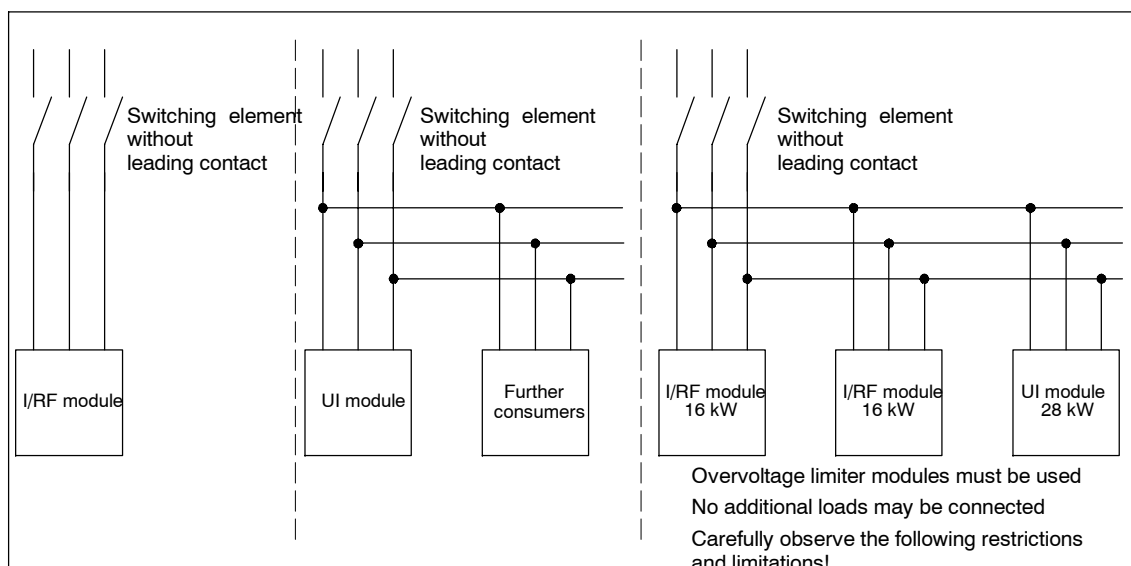 Switching element
without
leading contact
Switching element
without
leading contact
Switching element
without
leading contact
I/RF module
UI module
Further
consumers
I/RF module
16 kW
I/RF module
16 kW
UI module
28 kW
Overvoltage limiter modules must be used
No additional loads may be connected
Carefully observe the following restrictions
and limitations!